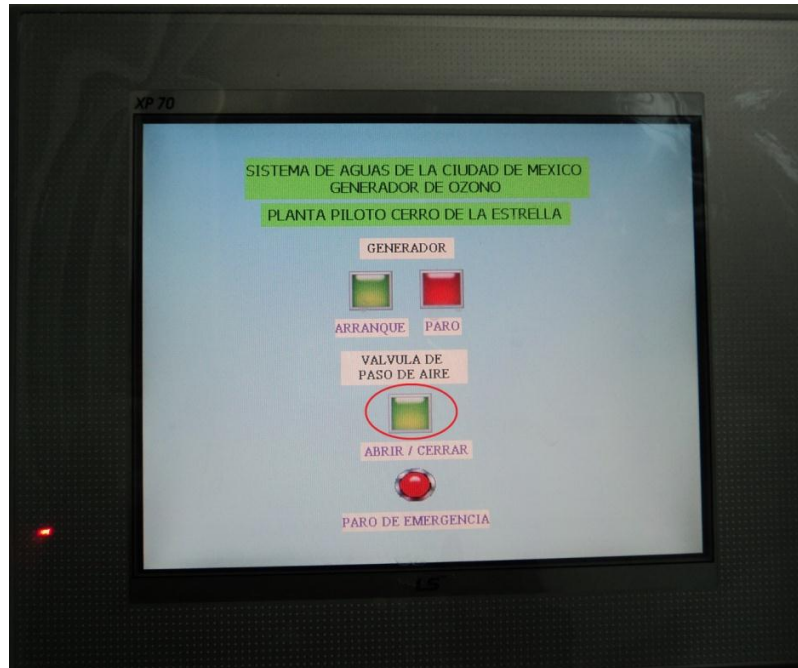 XP 70
SISTEMA DE AGUAS DE LA CIUDAD DE MEXICO
GENERADOR DE OZONO
PLANTA PILOTO CERRO DE LA ESTRELLA
GENERADOR
ARRANQUE PARO
VALVULA DE
PASO DE AIRE
ABRIR / CERRAR
PARO DE EMERGENCIA
LS